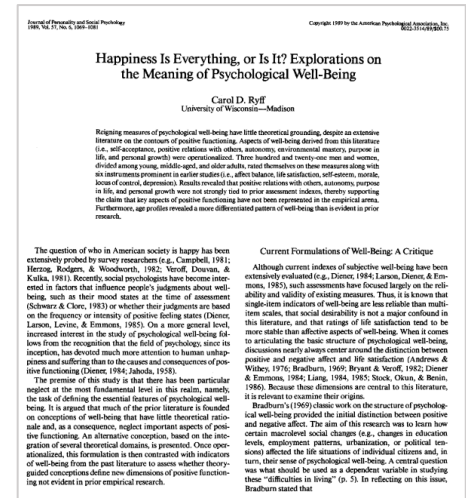 Journal of Personality and Social Psychology
1989, Vol. 57, No. 6, 1069-1081
Copyright 1989 by the American Psychological Association, Inc.
0022-3514/89/$00.75
Happiness Is Everything, or Is It? Explorations on
the Meaning of Psychological Well-Being
Carol D. Ryff
University of Wisconsin—Madison
Reigning measures of psychological well-being have little theoretical grounding, despite an extensive
literature on the contours of positive functioning. Aspects of well-being derived from this literature
(i.e., self-acceptance, positive relations with others, autonomy, environmental mastery, purpose in
life, and personal growth) were operationalized. Three hundred and twenty-one men and women,
divided among young, middle-aged, and older adults, rated themselves on these measures along with
six instruments prominent in earlier studies (i.e., affect balance, life satisfaction, self-esteem, morale,
locus of control, depression). Results revealed that positive relations with others, autonomy, purpose
in life, and personal growth were not strongly tied to prior assessment indexes, thereby supporting
the claim that key aspects of positive functioning have not been represented in the empirical arena.
Furthermore, age profiles revealed a more differentiated pattern of well-being than is evident in prior
research.
The question of who in American society is happy has been
extensively probed by survey researchers (e.g., Campbell, 1981;
Herzog, Rodgers, & Woodworth, 1982; Veroff, Douvan, &
Kulka, 1981). Recently, social psychologists have become inter-
ested in factors that influence people's judgments about well-
being, such as their mood states at the time of assessment
(Schwarz & Clore, 1983) or whether their judgments are based
on the frequency or intensity of positive feeling states (Diener,
Larson, Levine, & Emmons, 1985). On a more general level,
increased interest in the study of psychological well-being fol-
lows from the recognition that the field of psychology, since its
inception, has devoted much more attention to human unhap-
piness and suffering than to the causes and consequences of pos-
itive functioning (Diener, 1984; Jahoda, 1958).
The premise of this study is that there has been particular
neglect at the most fundamental level in this realm, namely,
the task of defining the essential features of psychological well-
being. It is argued that much of the prior literature is founded
on conceptions of well-being that have little theoretical ratio-
nale and, as a consequence, neglect important aspects of posi-
tive functioning. An alternative conception, based on the inte-
gration of several theoretical domains, is presented. Once oper-
ationalized, this formulation is then contrasted with indicators
of well-being from the past literature to assess whether theory-
guided conceptions define new dimensions of positive function-
ing not evident in prior empirical research.
Current Formulations of Well-Being: A Critique
Although current indexes of subjective well-being have been
extensively evaluated (e.g., Diener, 1984; Larson, Diener, & Em-
mons, 1985), such assessments have focused largely on the reli-
ability and validity of existing measures. Thus, it is known that
single-item indicators of well-being are less reliable than multi-
item scales, that social desirability is not a major confound in
this literature, and that ratings of life satisfaction tend to be
more stable than affective aspects of well-being. When it comes
to articulating the basic structure of psychological well-being,
discussions nearly always center around the distinction between
positive and negative affect and life satisfaction (Andrews &
Withey, 1976; Bradburn, 1969; Bryant & Veroff, 1982; Diener
& Emmons, 1984; Liang, 1984, 1985; Stock, Okun, & Benin,
1986). Because these dimensions are central to this literature,
it is relevant to examine their origins.
Bradburn's (1969) classic work on the structure of psycholog-
ical well-being provided the initial distinction between positive
and negative affect. The aim of this research was to learn how
certain macrolevel social changes (e.g., changes in education
levels, employment patterns, urbanization, or political ten-
sions) affected the life situations of individual citizens and, in
turn, their sense of psychological well-being. A central question
was what should be used as a dependent variable in studying
these "difficulties in living" (p. 5). In reflecting on this issue,
Bradburn stated that